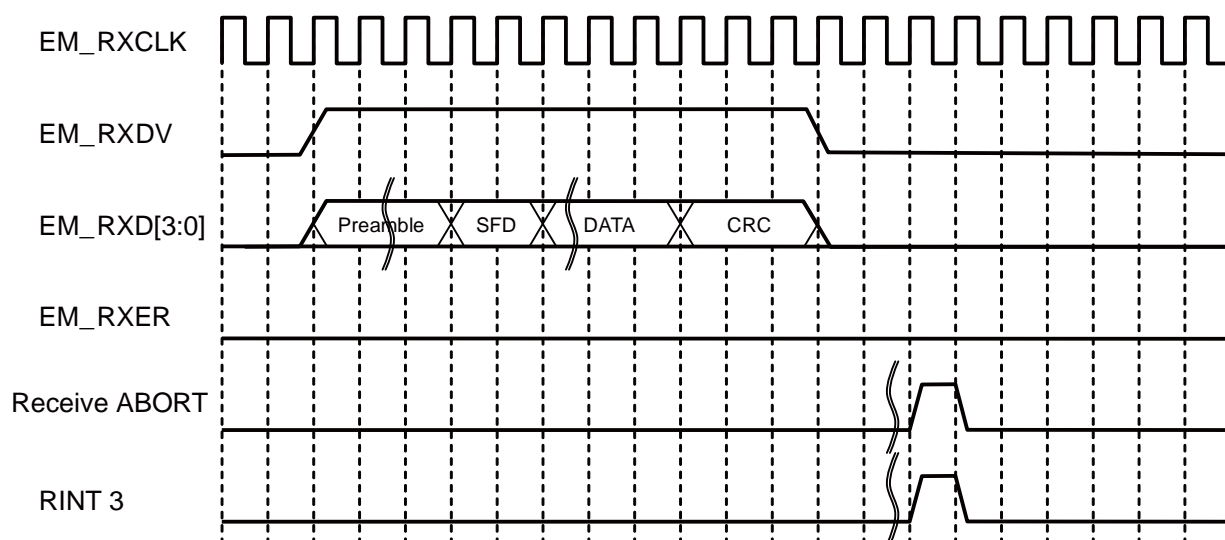 EM_RXCLK
EM_RXDV
EM_RXD[3:0]
Preamble SFD DATA CRC
EM_RXER
Receive ABORT
RINT 3